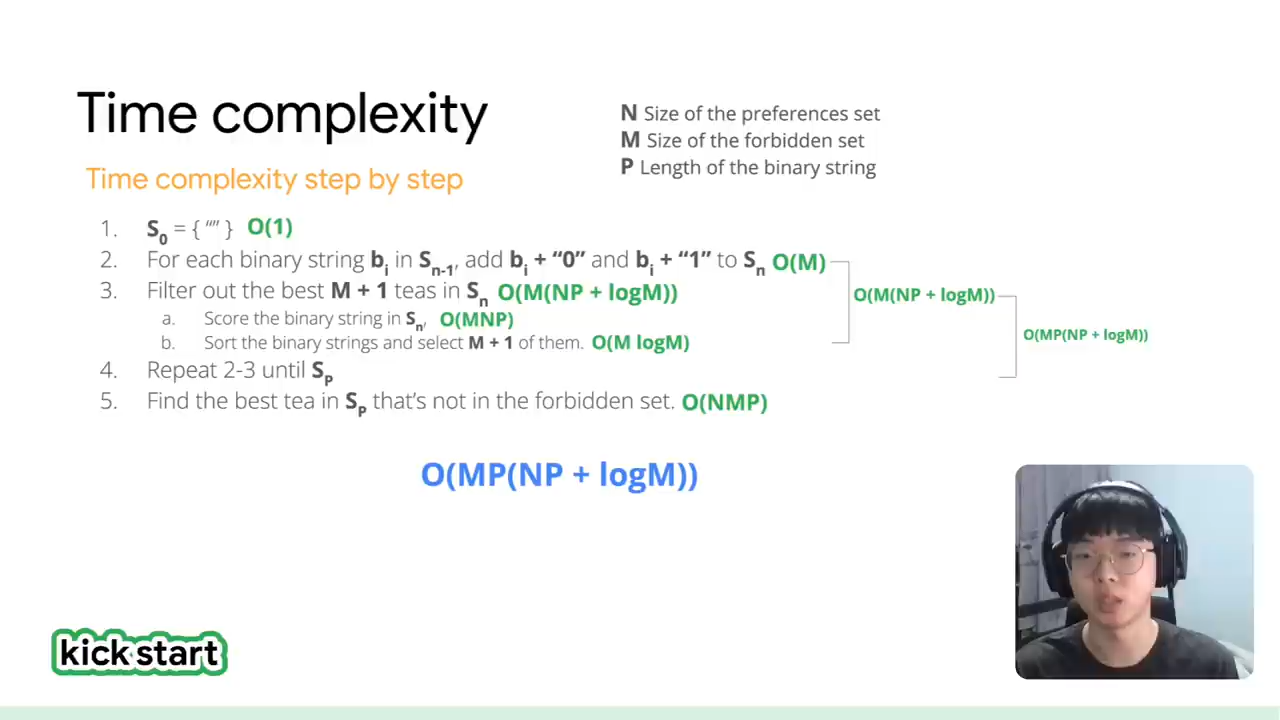 Time complexity
N Size of the preferences set
M Size of the forbidden set
P Length of the binary string
Time complexity step by step
1. S0 = { “” } O(1)
2. For each binary string bi in Sn-1, add bi + “0” and bi + “1” to Sn O(M)
3. Filter out the best M + 1 teas in Sn O(M(NP + logM))
O(M(NP + logM))
a. Score the binary string in Sn, O(MNP)
b. Sort the binary strings and select M + 1 of them. O(M logM)
O(MP(NP + logM))
4. Repeat 2-3 until SP
5. Find the best tea in SP that’s not in the forbidden set. O(NMP)
O(MP(NP + logM))
kick start